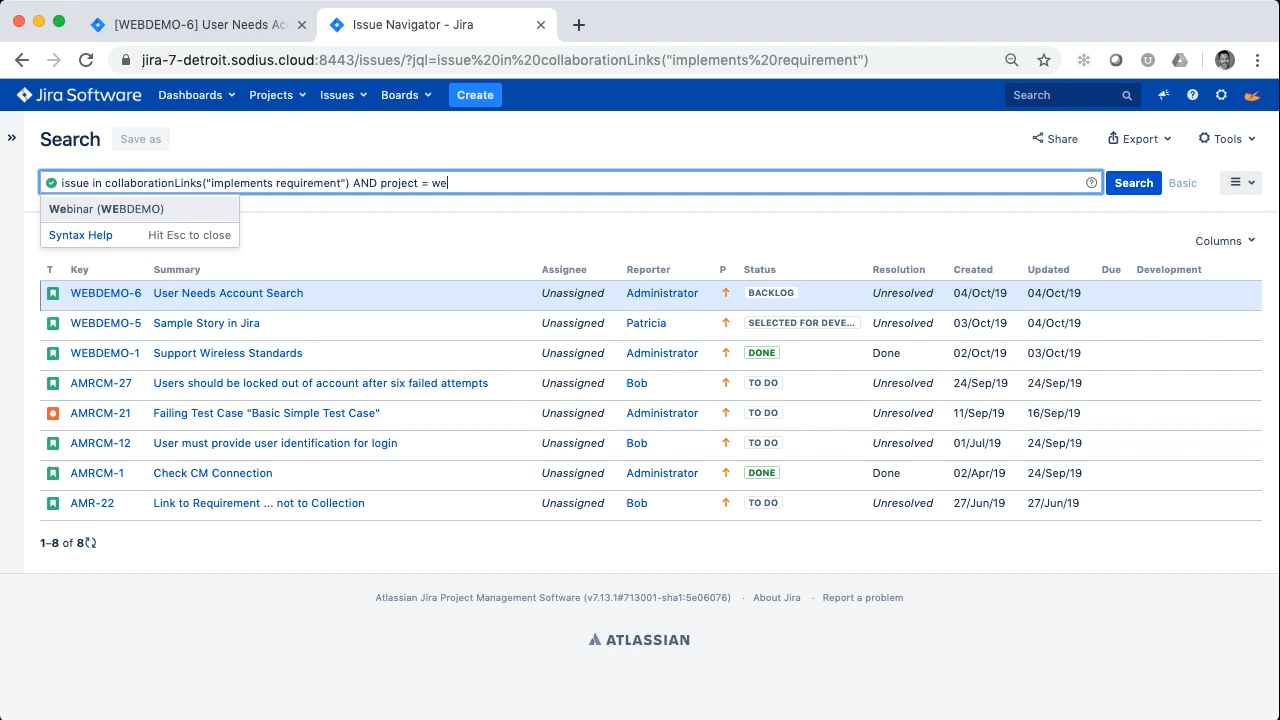 [WEBDEMO-6] User Needs Acc
Issue Navigator - Jira
jira-7-detroit.sodius.cloud:8443/issues/?jql=issue%20in%20collaborationLinks("implements%20requirement")
Jira Software Dashboards Projects Issues Boards Create Search
Search Save as Share Export Tools
issue in collaborationLinks("implements requirement") AND project = we Search Basic
Webinar (WEBDEMO)
Syntax Help Hit Esc to close
Columns
T Key Summary Assignee Reporter P Status Resolution Created Updated Due Development
WEBDEMO-6 User Needs Account Search Unassigned Administrator BACKLOG Unresolved 04/Oct/19 04/Oct/19
WEBDEMO-5 Sample Story in Jira Unassigned Patricia SELECTED FOR DEVE... Unresolved 03/Oct/19 04/Oct/19
WEBDEMO-1 Support Wireless Standards Unassigned Administrator DONE Done 02/Oct/19 03/Oct/19
AMRCM-27 Users should be locked out of account after six failed attempts Unassigned Bob TO DO Unresolved 24/Sep/19 24/Sep/19
AMRCM-21 Failing Test Case "Basic Simple Test Case" Unassigned Administrator TO DO Unresolved 11/Sep/19 16/Sep/19
AMRCM-12 User must provide user identification for login Unassigned Bob TO DO Unresolved 01/Jul/19 24/Sep/19
AMRCM-1 Check CM Connection Unassigned Administrator DONE Done 02/Apr/19 24/Sep/19
AMR-22 Link to Requirement ... not to Collection Unassigned Bob TO DO Unresolved 27/Jun/19 27/Jun/19
1–8 of 8
Atlassian Jira Project Management Software (v7.13.1#713001-sha1:5e06076) · About Jira · Report a problem
ATLASSIAN